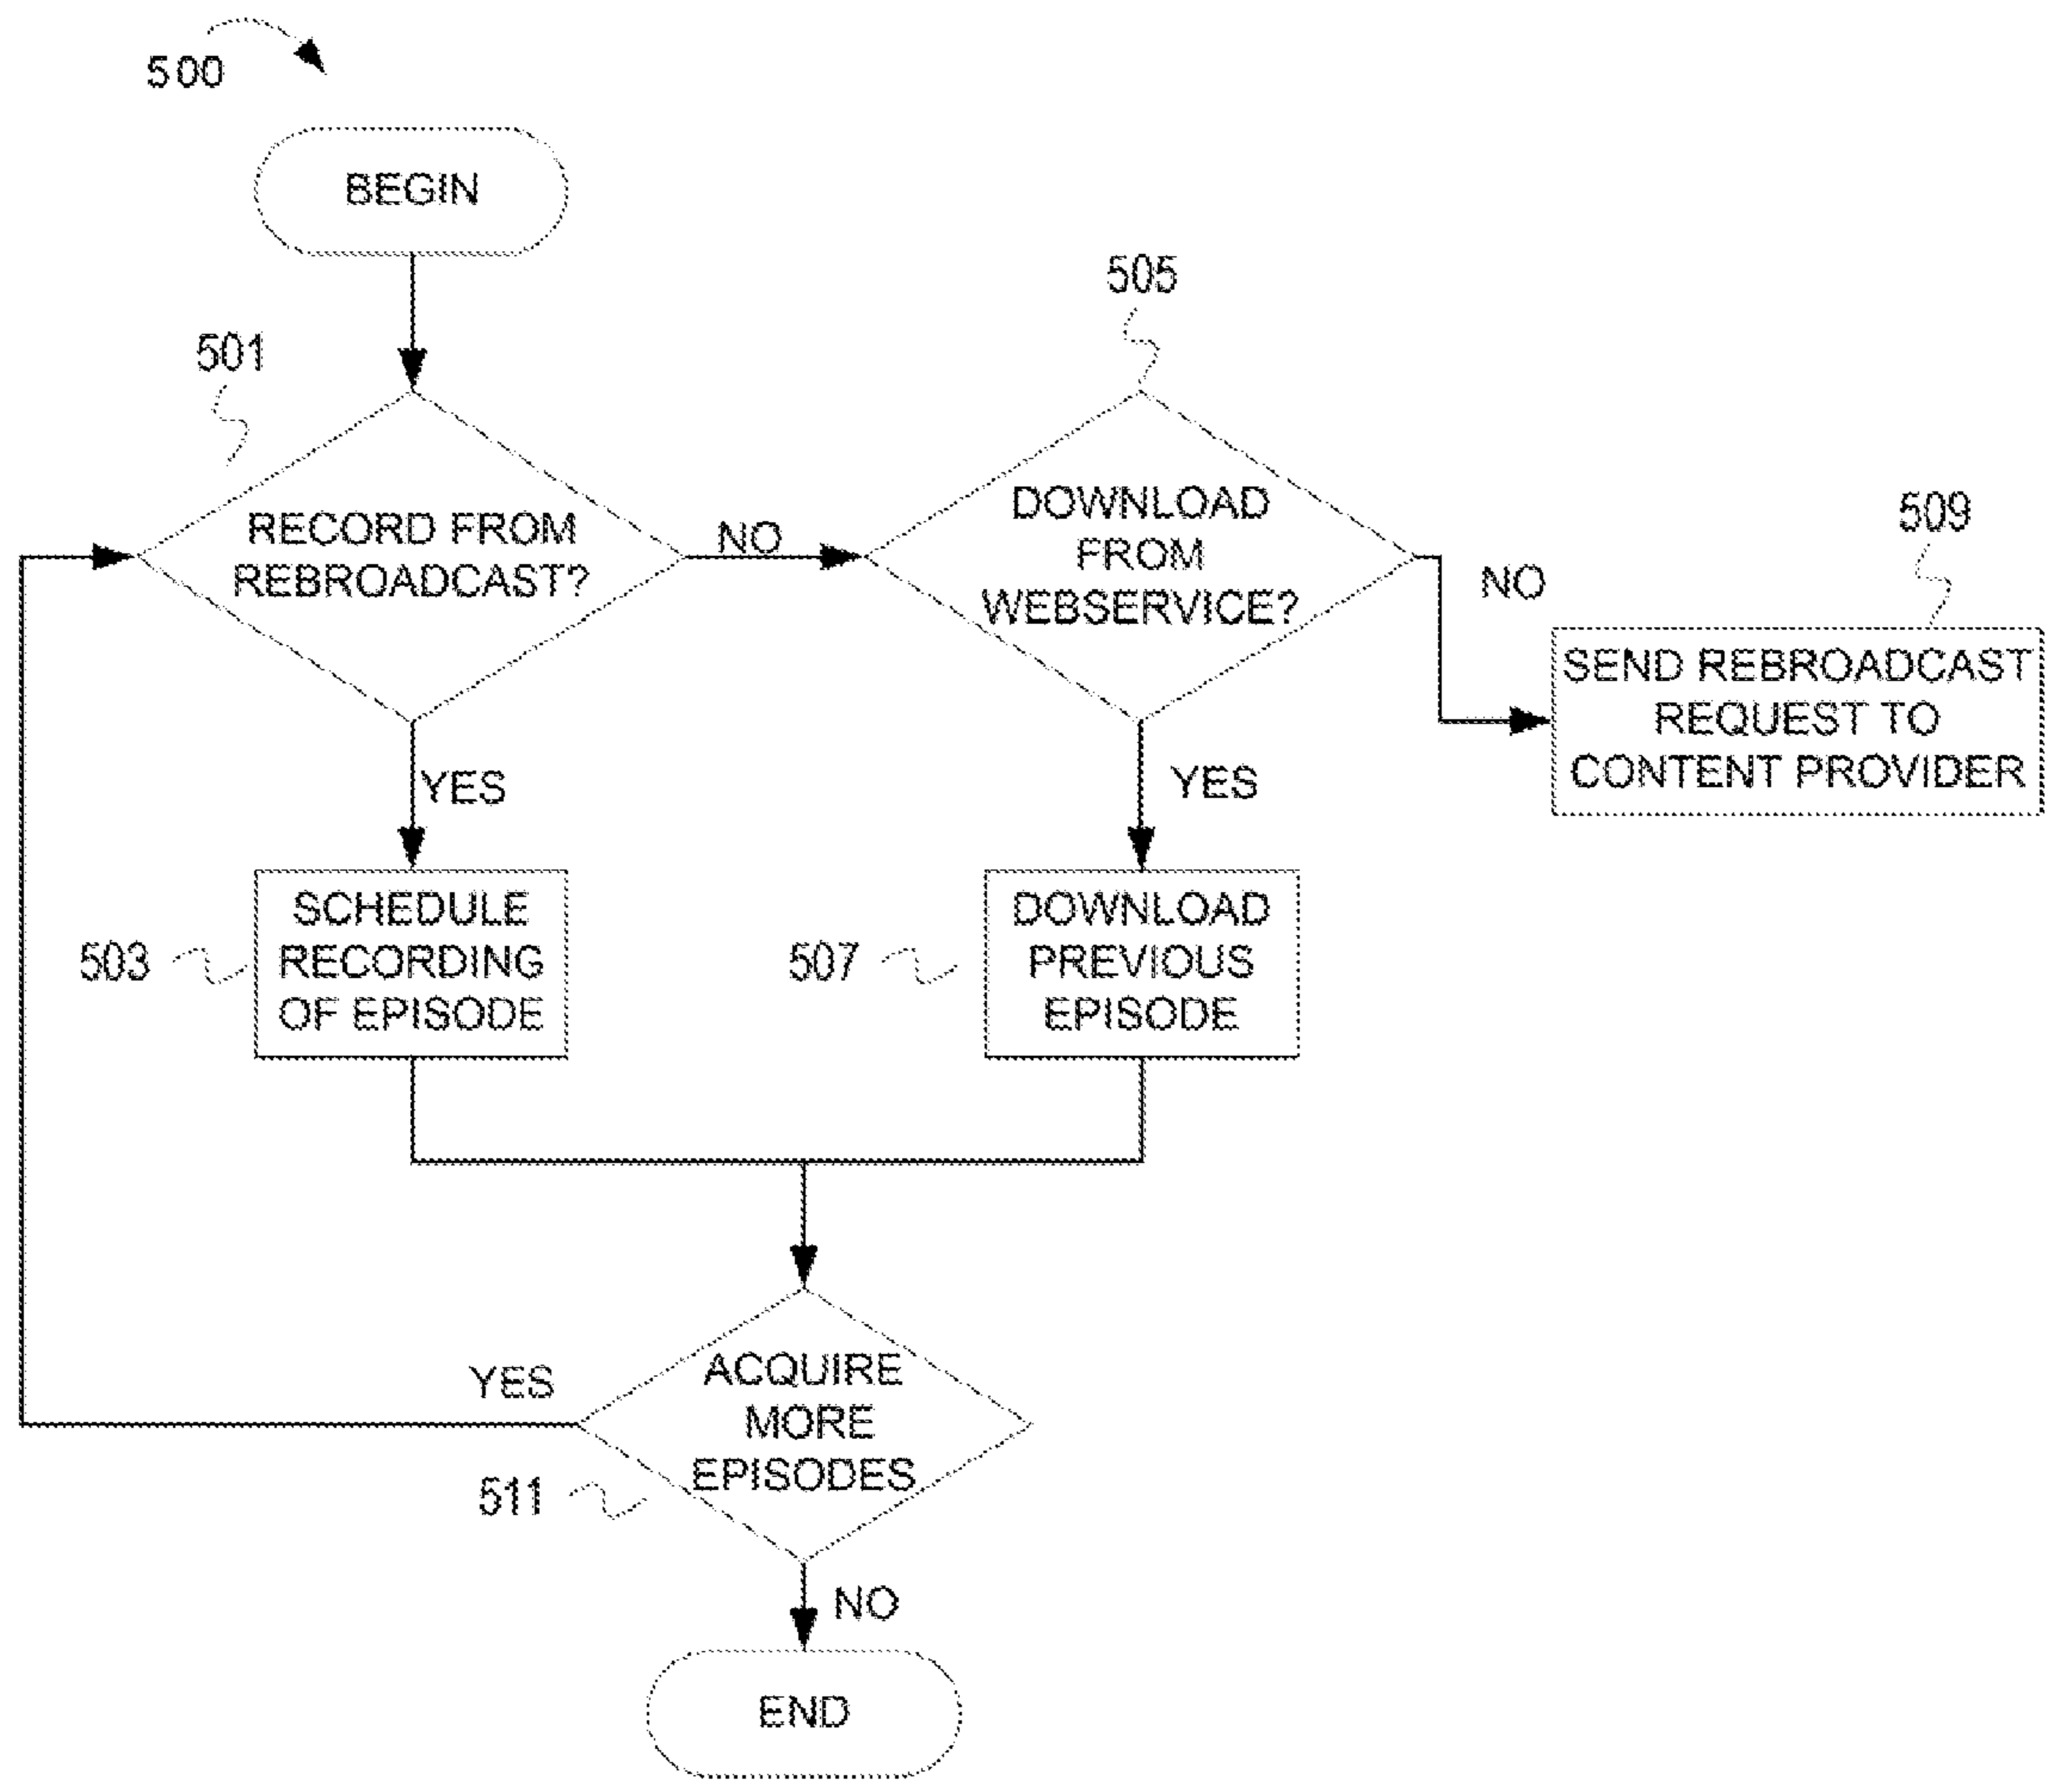 500
BEGIN
501
505
RECORD FROM
REBROADCAST?
NO
DOWNLOAD
FROM
WEBSERVICE?
NO
509
SEND REBROADCAST
REQUEST TO
CONTENT PROVIDER
YES
YES
503
SCHEDULE
RECORDING
OF EPISODE
507
DOWNLOAD
PREVIOUS
EPISODE
YES
ACQUIRE
MORE
EPISODES
511
NO
END